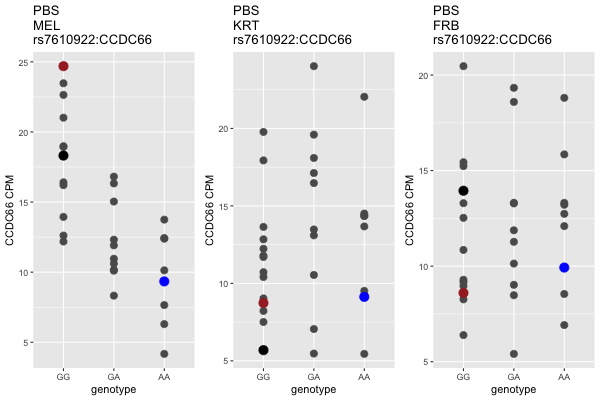 PBS
MEL
rs7610922:CCDC66
CCDC66 CPM
25
20
15
10
5
GG GA AA
genotype
PBS
KRT
rs7610922:CCDC66
CCDC66 CPM
20
15
10
5
GG GA AA
genotype
PBS
FRB
rs7610922:CCDC66
CCDC66 CPM
20
15
10
5
GG GA AA
genotype